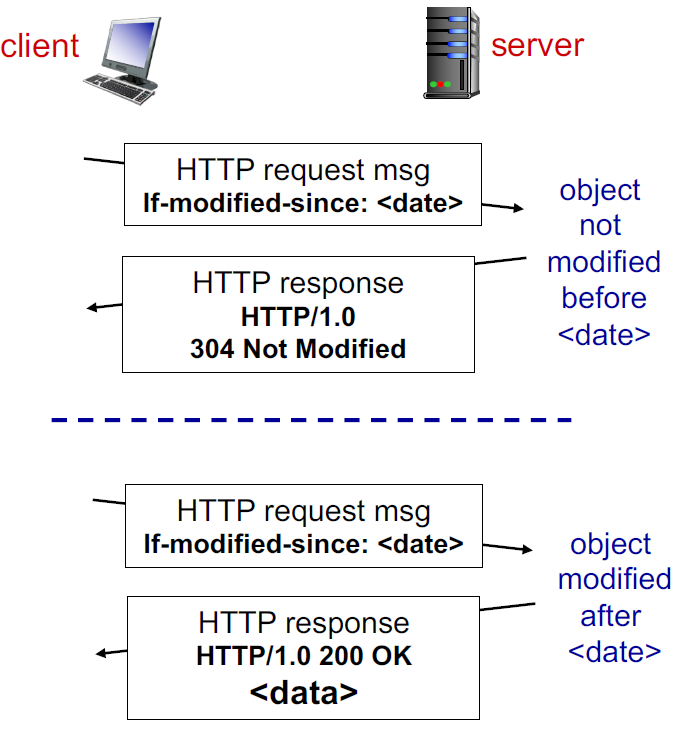 client
server
HTTP request msg
If-modified-since: <date>
object
not
modified
before
<date>
HTTP response
HTTP/1.0
304 Not Modified
HTTP request msg
If-modified-since: <date>
object
modified
after
<date>
HTTP response
HTTP/1.0 200 OK
<data>